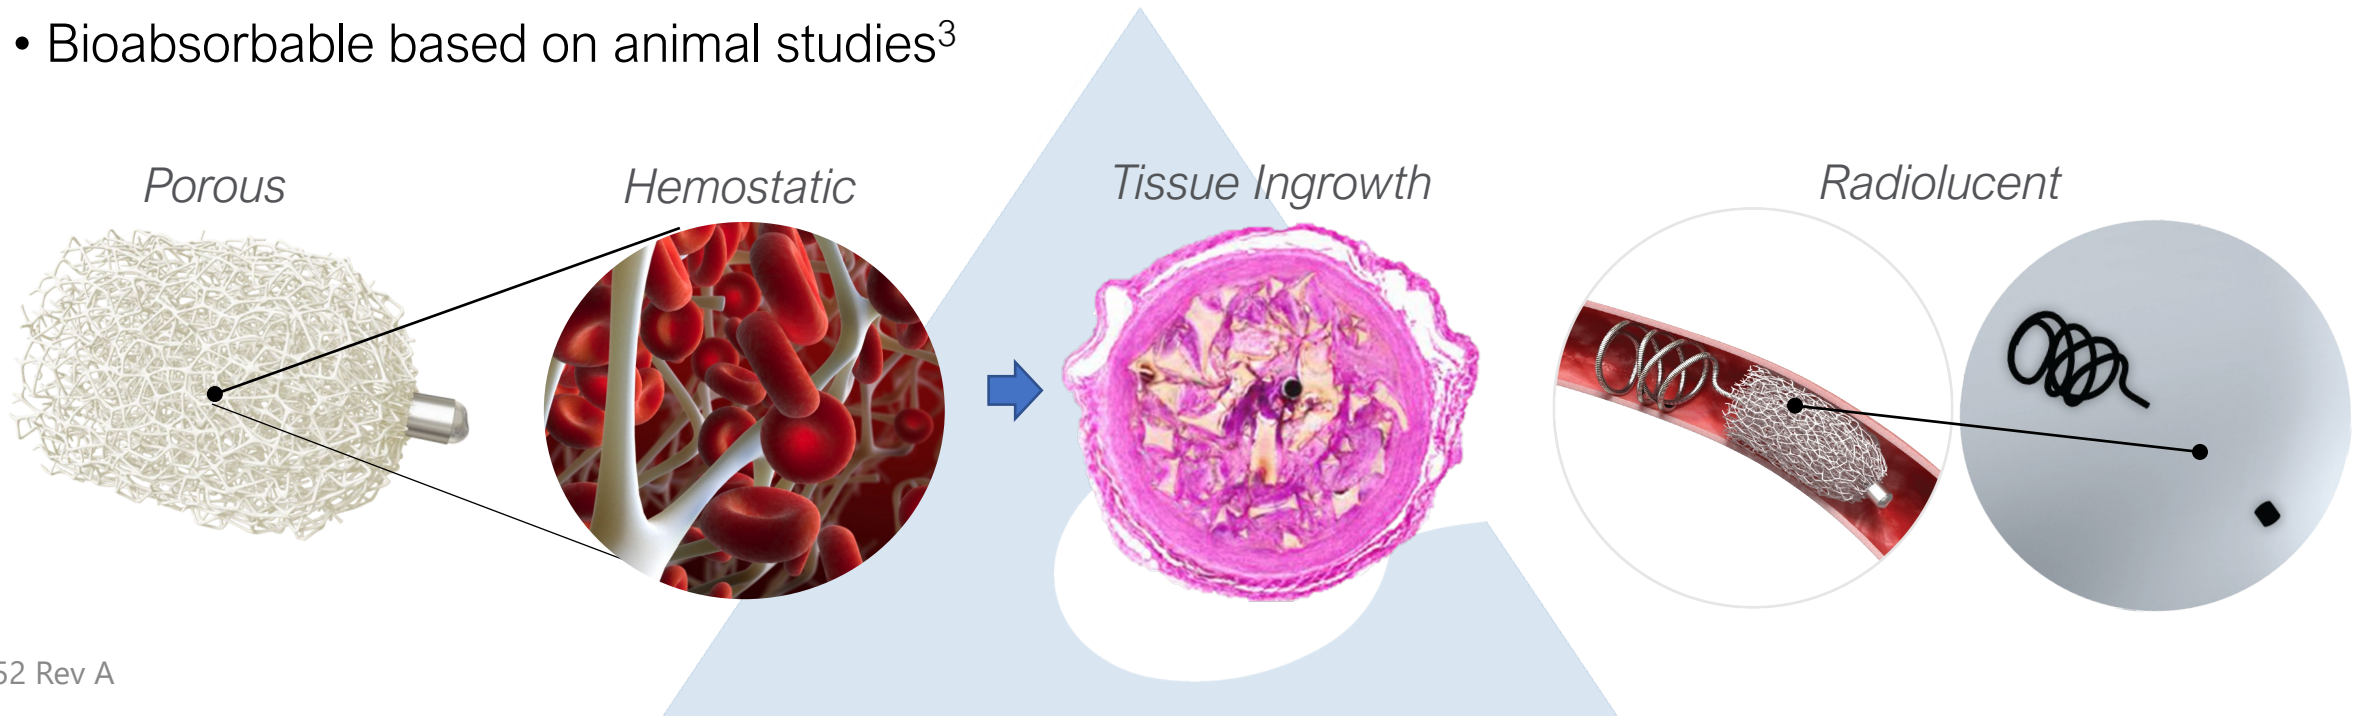 • Bioabsorbable based on animal studies³
Porous
Hemostatic
Tissue Ingrowth
Radiolucent
52 Rev A